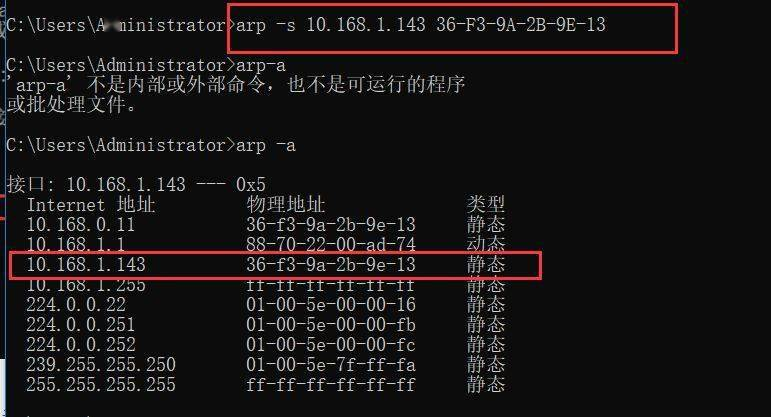 C:\Users\Administrator>arp -s 10.168.1.143 36-F3-9A-2B-9E-13
C:\Users\Administrator>arp-a
'arp-a' 不是内部或外部命令，也不是可运行的程序
或批处理文件。
C:\Users\Administrator>arp -a
接口: 10.168.1.143 --- 0x5
Internet 地址 物理地址 类型
10.168.0.11 36-f3-9a-2b-9e-13 静态
10.168.1.1 88-70-22-00-ad-74 动态
10.168.1.143 36-f3-9a-2b-9e-13 静态
10.168.1.255 ff-ff-ff-ff-ff-ff 静态
224.0.0.22 01-00-5e-00-00-16 静态
224.0.0.251 01-00-5e-00-00-fb 静态
224.0.0.252 01-00-5e-00-00-fc 静态
239.255.255.250 01-00-5e-7f-ff-fa 静态
255.255.255.255 ff-ff-ff-ff-ff-ff 静态